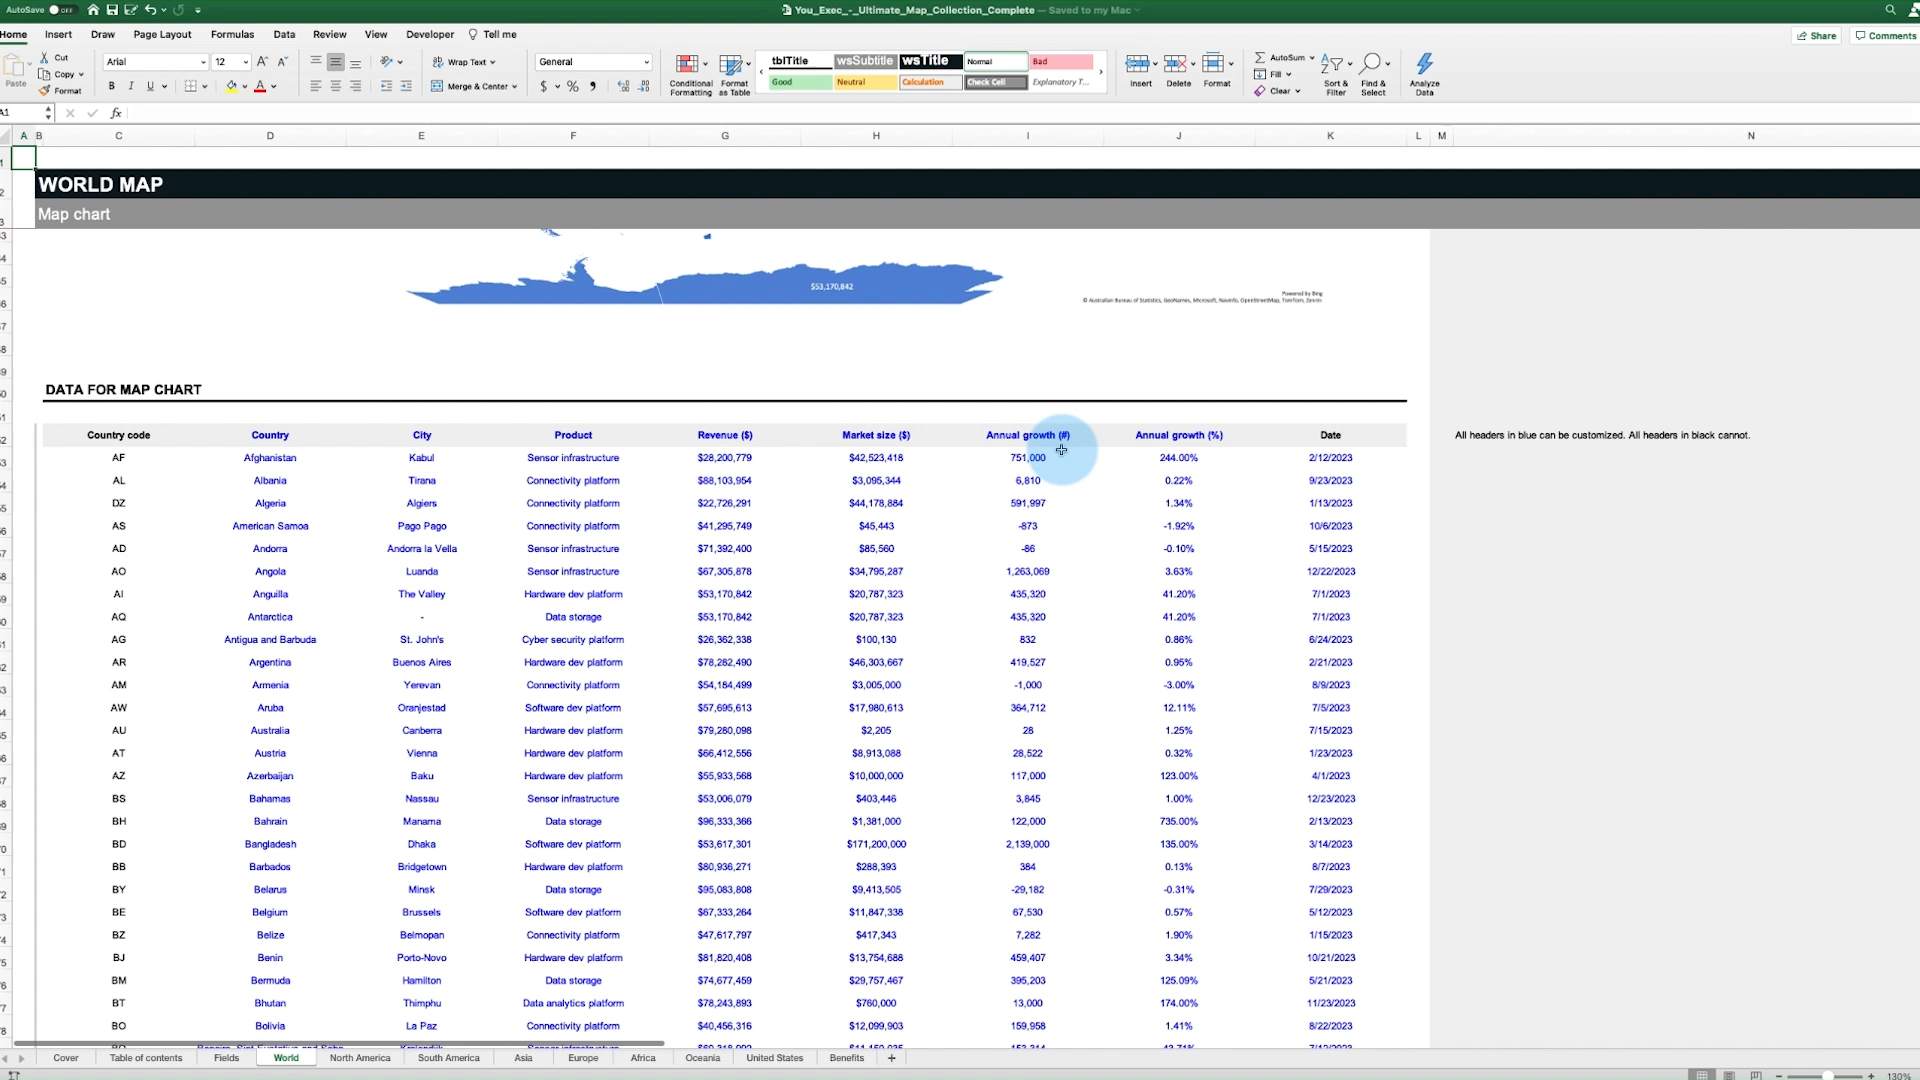 AutoSave OFF You_Exec_-_Ultimate_Map_Collection_Complete — Saved to my Mac
Home Insert Draw Page Layout Formulas Data Review View Developer Tell me Share Comments
Paste Cut Copy Format
Arial 12 Wrap Text Merge & Center General
Conditional Formatting Format as Table
tblTitle wsSubtitle wsTitle Normal Bad
Good Neutral Calculation Check Cell Explanatory T...
Insert Delete Format AutoSum Fill Clear Sort & Filter Find & Select Analyze Data
A1 fx
A B C D E F G H I J K L M N
WORLD MAP
Map chart
$53,170,842
Powered by Bing
© Australian Bureau of Statistics, GeoNames, Microsoft, Navinfo, OpenStreetMap, TomTom, Zenrin
DATA FOR MAP CHART
Country code Country City Product Revenue ($) Market size ($) Annual growth (#) Annual growth (%) Date
All headers in blue can be customized. All headers in black cannot.
AF Afghanistan Kabul Sensor infrastructure $28,200,779 $42,523,418 751,000 244.00% 2/12/2023
AL Albania Tirana Connectivity platform $88,103,954 $3,095,344 6,810 0.22% 9/23/2023
DZ Algeria Algiers Connectivity platform $22,726,291 $44,178,884 591,997 1.34% 1/13/2023
AS American Samoa Pago Pago Connectivity platform $41,295,749 $45,443 -873 -1.92% 10/6/2023
AD Andorra Andorra la Vella Sensor infrastructure $71,392,400 $85,560 -86 -0.10% 5/15/2023
AO Angola Luanda Sensor infrastructure $67,305,878 $34,795,287 1,263,069 3.63% 12/22/2023
AI Anguilla The Valley Hardware dev platform $53,170,842 $20,787,323 435,320 41.20% 7/1/2023
AQ Antarctica - Data storage $53,170,842 $20,787,323 435,320 41.20% 7/1/2023
AG Antigua and Barbuda St. John's Cyber security platform $26,362,338 $100,130 832 0.86% 6/24/2023
AR Argentina Buenos Aires Hardware dev platform $78,282,490 $46,303,667 419,527 0.95% 2/21/2023
AM Armenia Yerevan Connectivity platform $54,184,499 $3,005,000 -1,000 -3.00% 8/9/2023
AW Aruba Oranjestad Software dev platform $57,695,613 $17,980,613 364,712 12.11% 7/5/2023
AU Australia Canberra Hardware dev platform $79,280,098 $2,205 28 1.25% 7/15/2023
AT Austria Vienna Hardware dev platform $66,412,556 $8,913,088 28,522 0.32% 1/23/2023
AZ Azerbaijan Baku Hardware dev platform $55,933,568 $10,000,000 117,000 123.00% 4/1/2023
BS Bahamas Nassau Sensor infrastructure $53,006,079 $403,446 3,845 1.00% 12/23/2023
BH Bahrain Manama Data storage $96,333,366 $1,381,000 122,000 735.00% 2/13/2023
BD Bangladesh Dhaka Software dev platform $53,617,301 $171,200,000 2,139,000 135.00% 3/14/2023
BB Barbados Bridgetown Hardware dev platform $80,936,271 $288,393 384 0.13% 8/7/2023
BY Belarus Minsk Data storage $95,083,808 $9,413,505 -29,182 -0.31% 7/29/2023
BE Belgium Brussels Software dev platform $67,333,264 $11,847,338 67,530 0.57% 5/12/2023
BZ Belize Belmopan Connectivity platform $47,617,797 $417,343 7,282 1.90% 1/15/2023
BJ Benin Porto-Novo Hardware dev platform $81,820,408 $13,754,688 459,407 3.34% 10/21/2023
BM Bermuda Hamilton Data storage $74,677,459 $29,757,467 395,203 125.09% 5/21/2023
BT Bhutan Thimphu Data analytics platform $78,243,893 $760,000 13,000 174.00% 11/23/2023
BO Bolivia La Paz Connectivity platform $40,456,316 $12,099,903 159,958 1.41% 8/22/2023
Cover Table of contents Fields World North America South America Asia Europe Africa Oceania United States Benefits +
130%